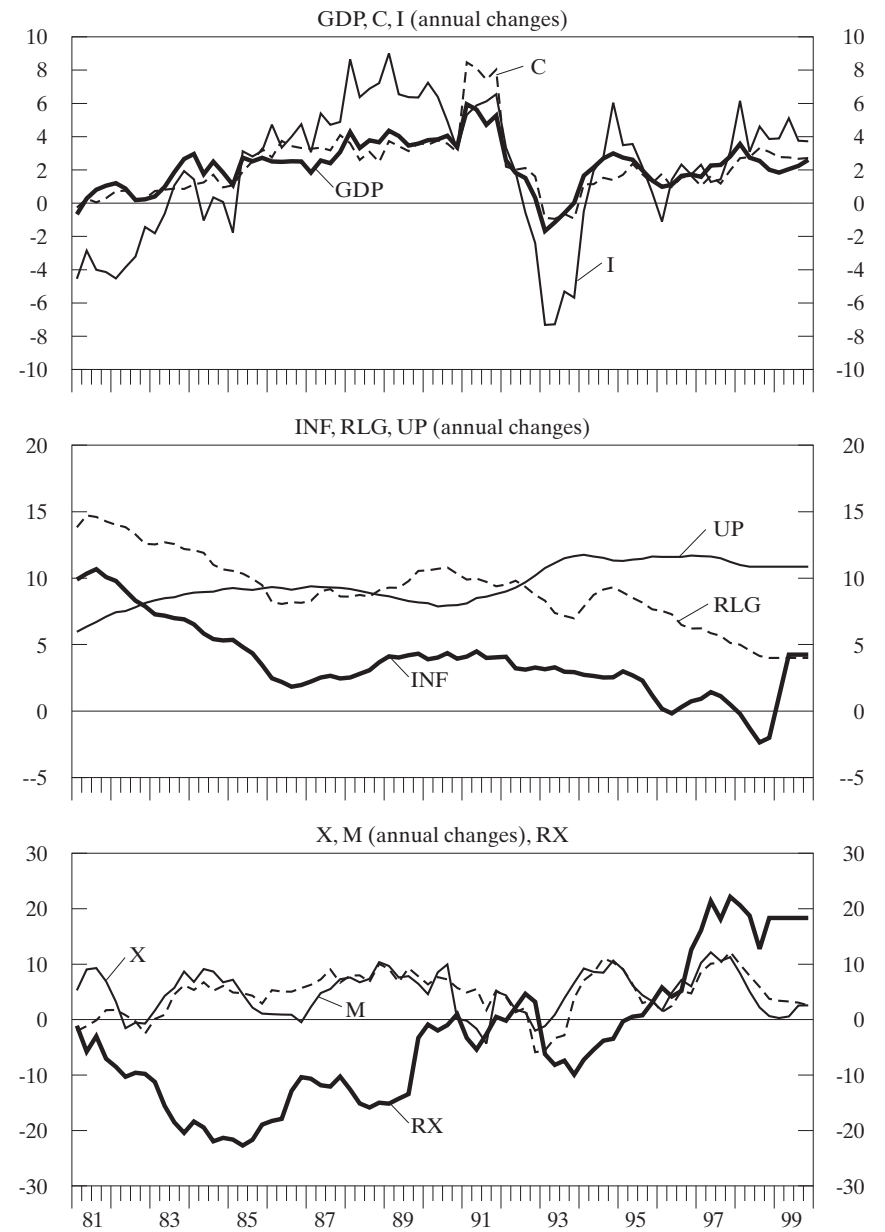 GDP, C, I (annual changes)
10 10
8 8
C
6 6
4 4
2 2
GDP
0 0
-2 -2
I
-4 -4
-6 -6
-8 -8
-10 -10
INF, RLG, UP (annual changes)
20 20
15 15
UP
10 10
RLG
5 5
INF
0 0
--5 --5
X, M (annual changes), RX
30 30
20 20
X
10 10
M
0 0
-10 -10
RX
-20 -20
-30 -30
81 83 85 87 89 91 93 95 97 99